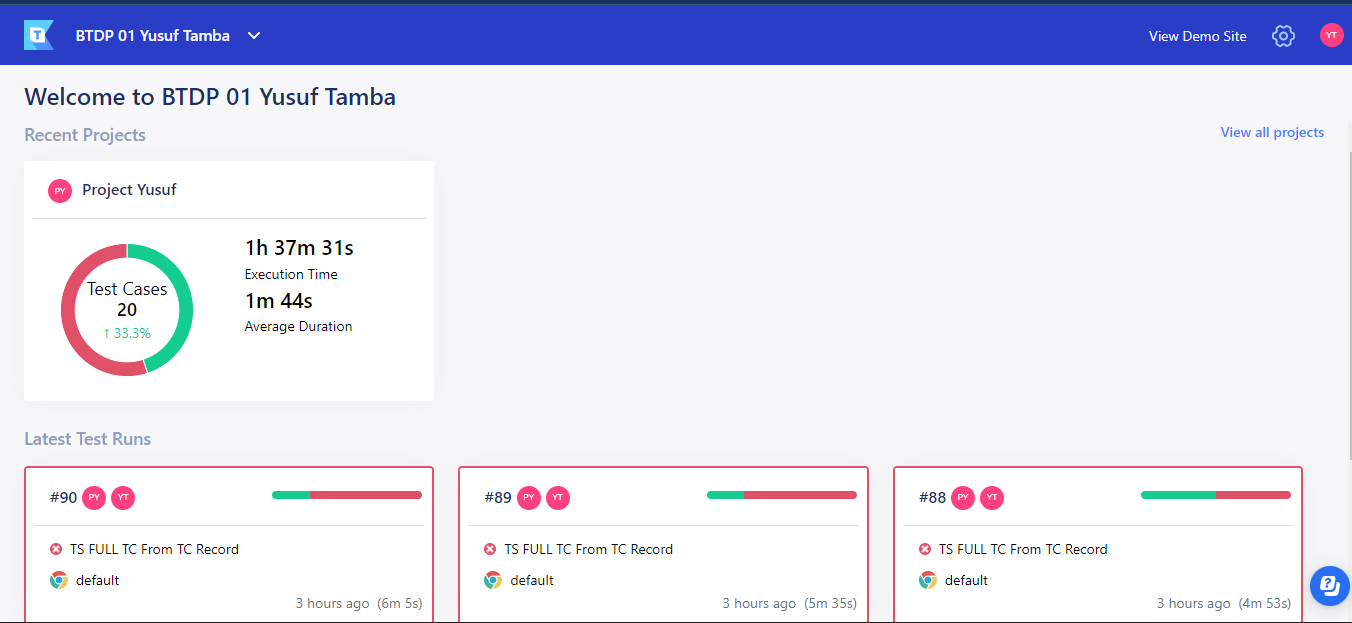 T BTDP 01 Yusuf Tamba View Demo Site YT
Welcome to BTDP 01 Yusuf Tamba
Recent Projects View all projects
PY Project Yusuf
Test Cases
20
↑ 33.3%
1h 37m 31s
Execution Time
1m 44s
Average Duration
Latest Test Runs
#90 PY YT
TS FULL TC From TC Record
default
3 hours ago (6m 5s)
#89 PY YT
TS FULL TC From TC Record
default
3 hours ago (5m 35s)
#88 PY YT
TS FULL TC From TC Record
default
3 hours ago (4m 53s)
?